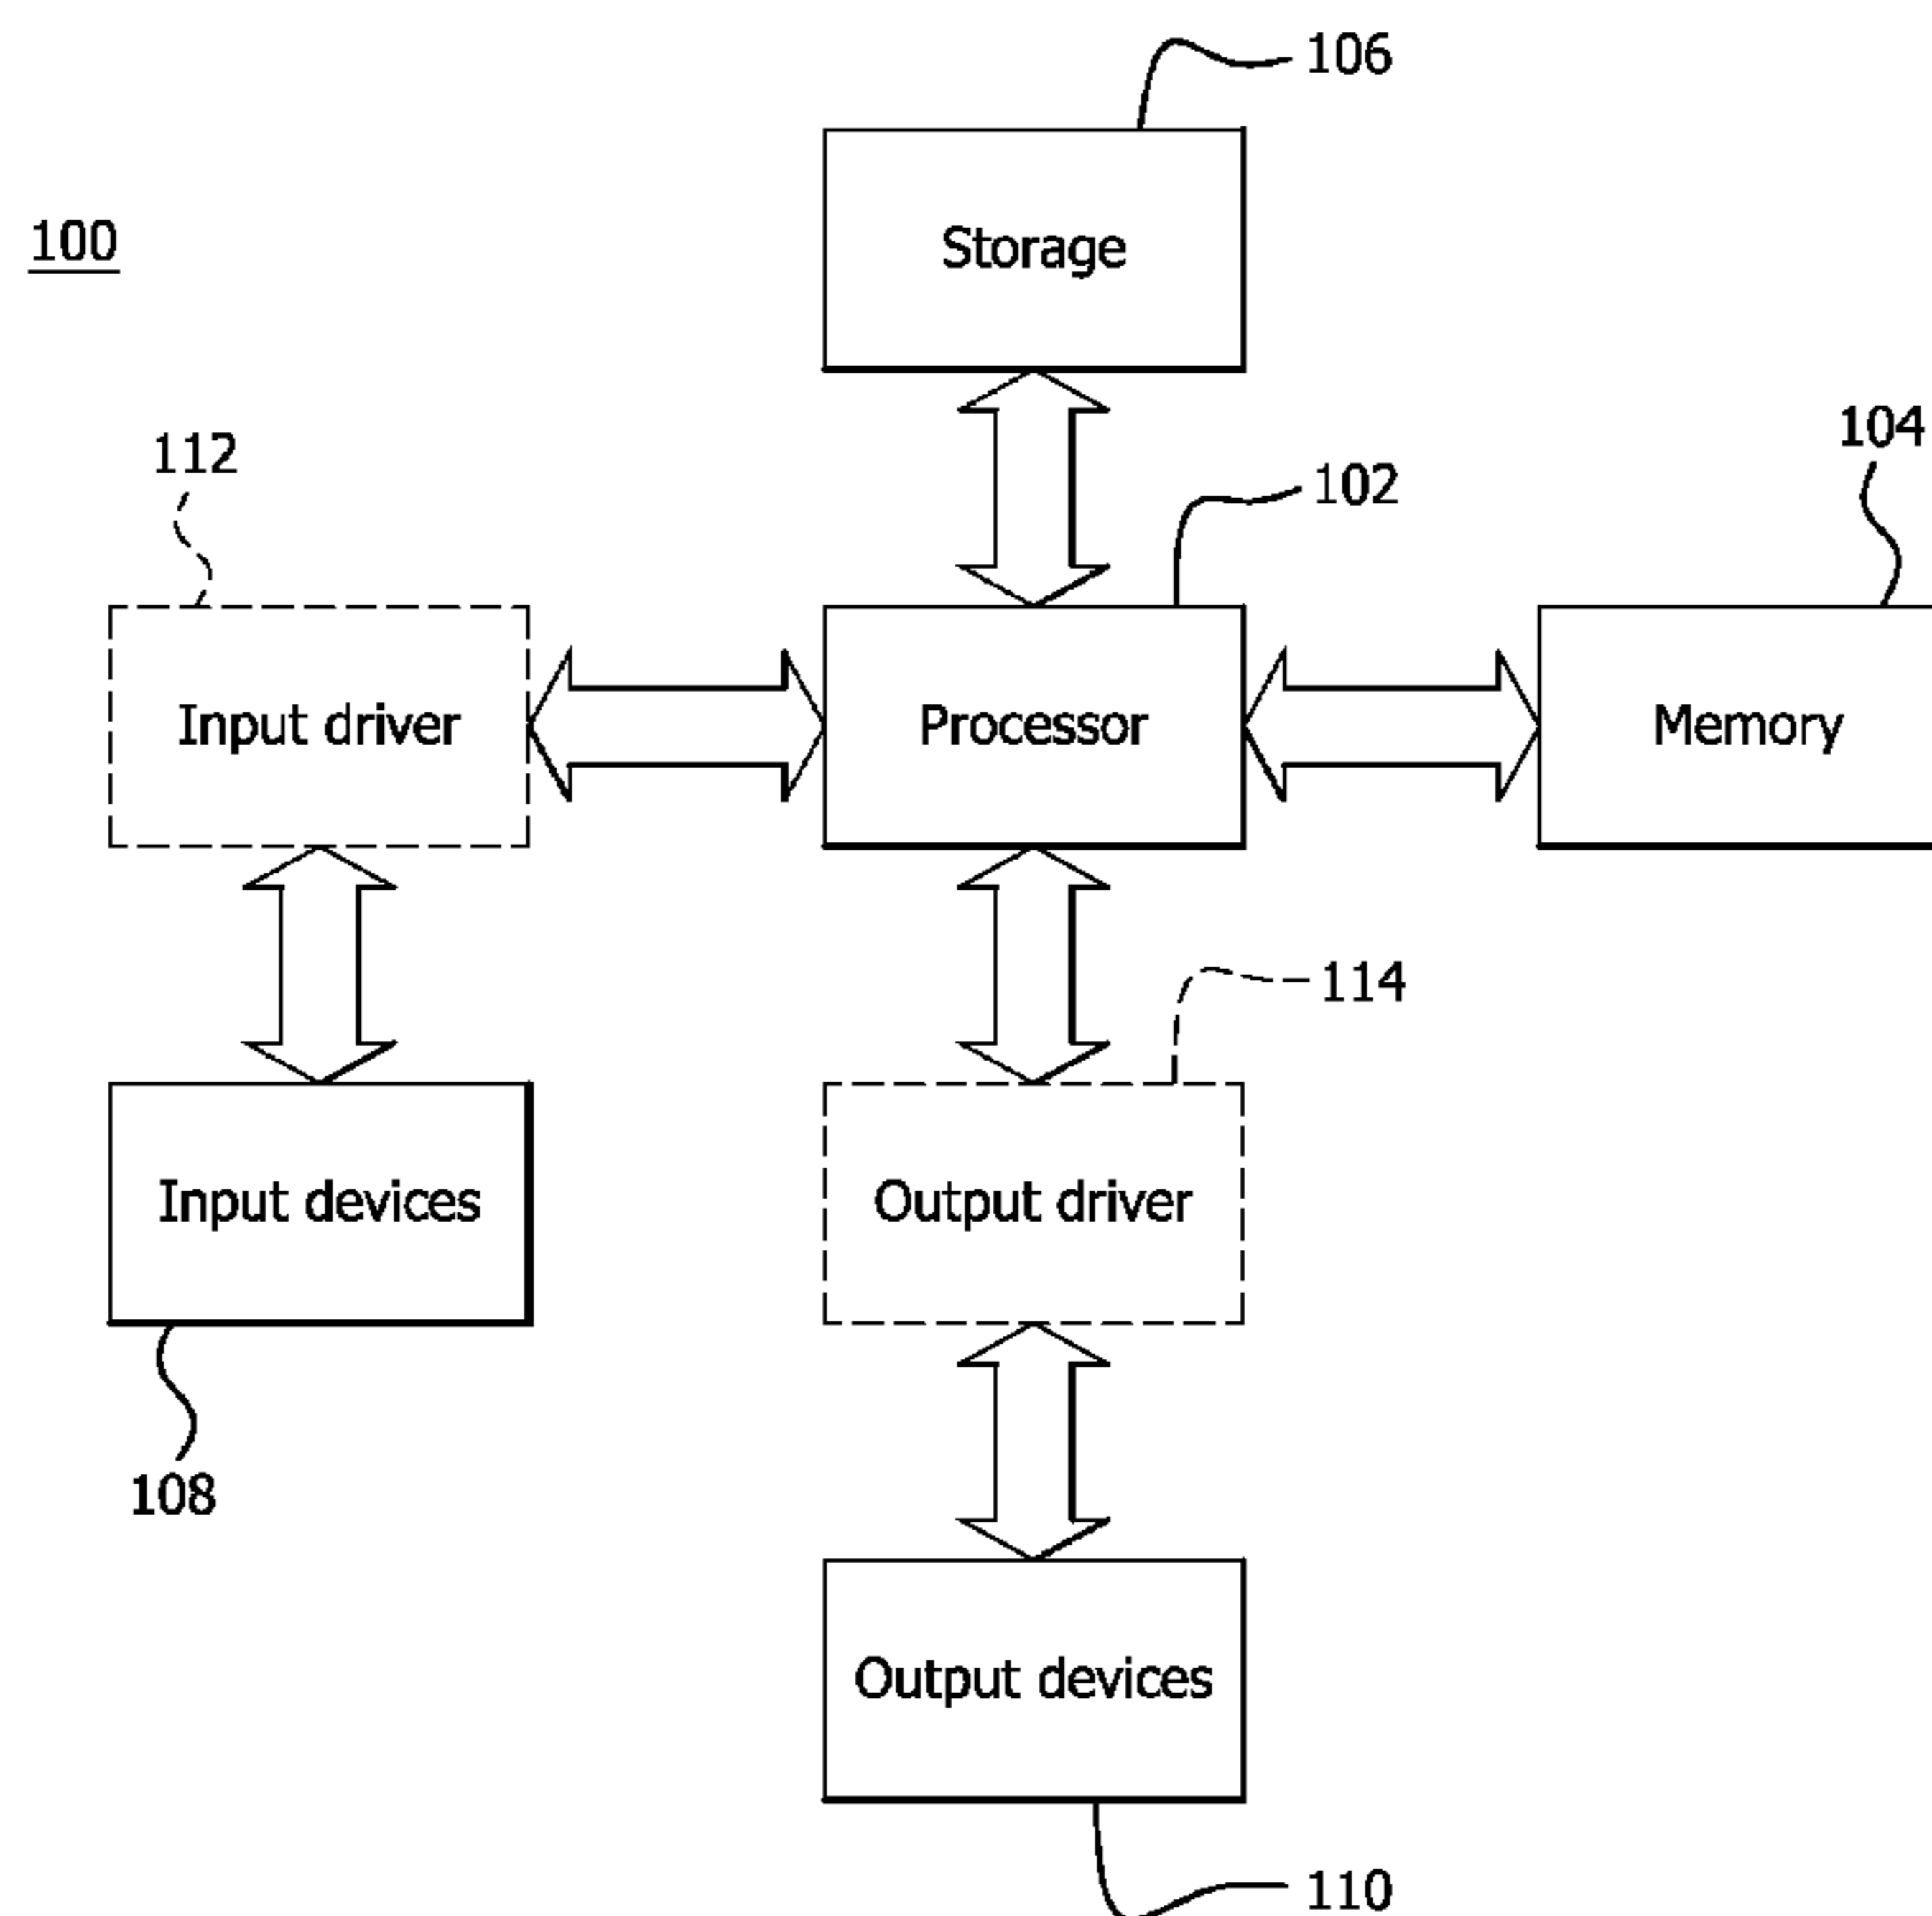 106
100
Storage
104
112
102
Input driver
Processor
Memory
114
Input devices
Output driver
108
Output devices
110